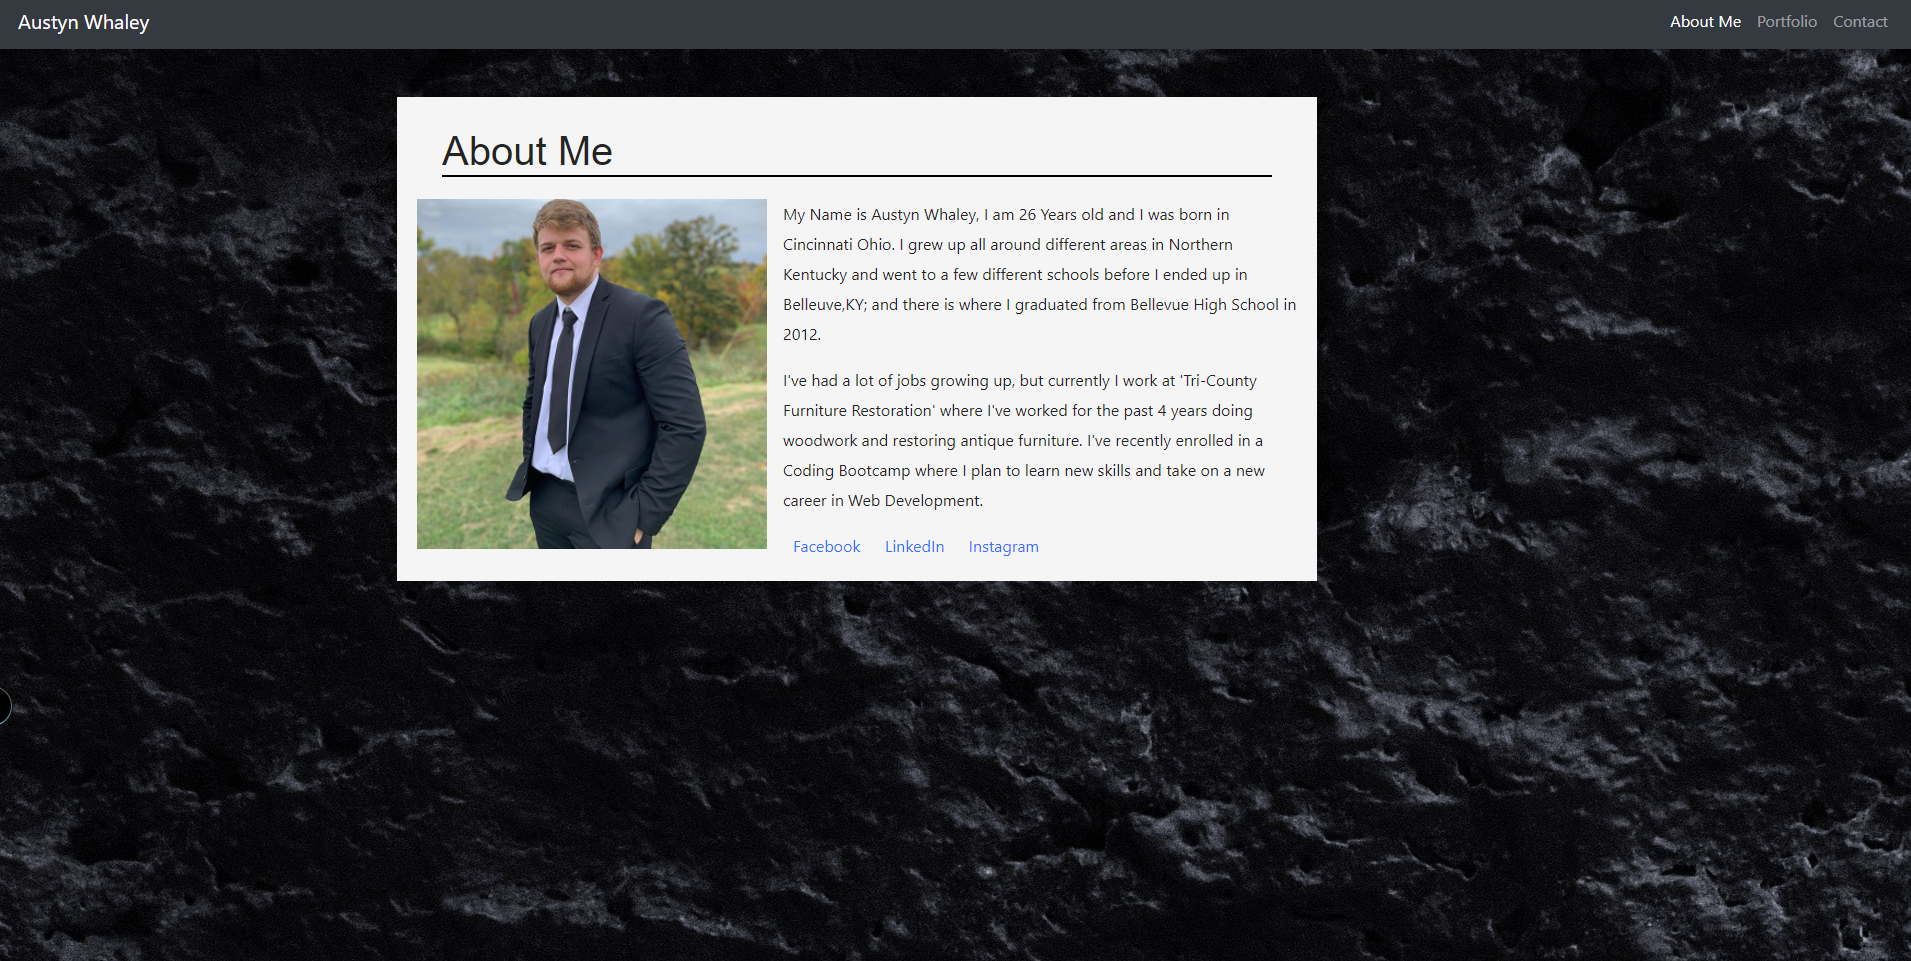 Austyn Whaley
About Me Portfolio Contact
About Me
My Name is Austyn Whaley, I am 26 Years old and I was born in
Cincinnati Ohio. I grew up all around different areas in Northern
Kentucky and went to a few different schools before I ended up in
Belleuve,KY; and there is where I graduated from Bellevue High School in
2012.
I've had a lot of jobs growing up, but currently I work at 'Tri-County
Furniture Restoration' where I've worked for the past 4 years doing
woodwork and restoring antique furniture. I've recently enrolled in a
Coding Bootcamp where I plan to learn new skills and take on a new
career in Web Development.
Facebook LinkedIn Instagram